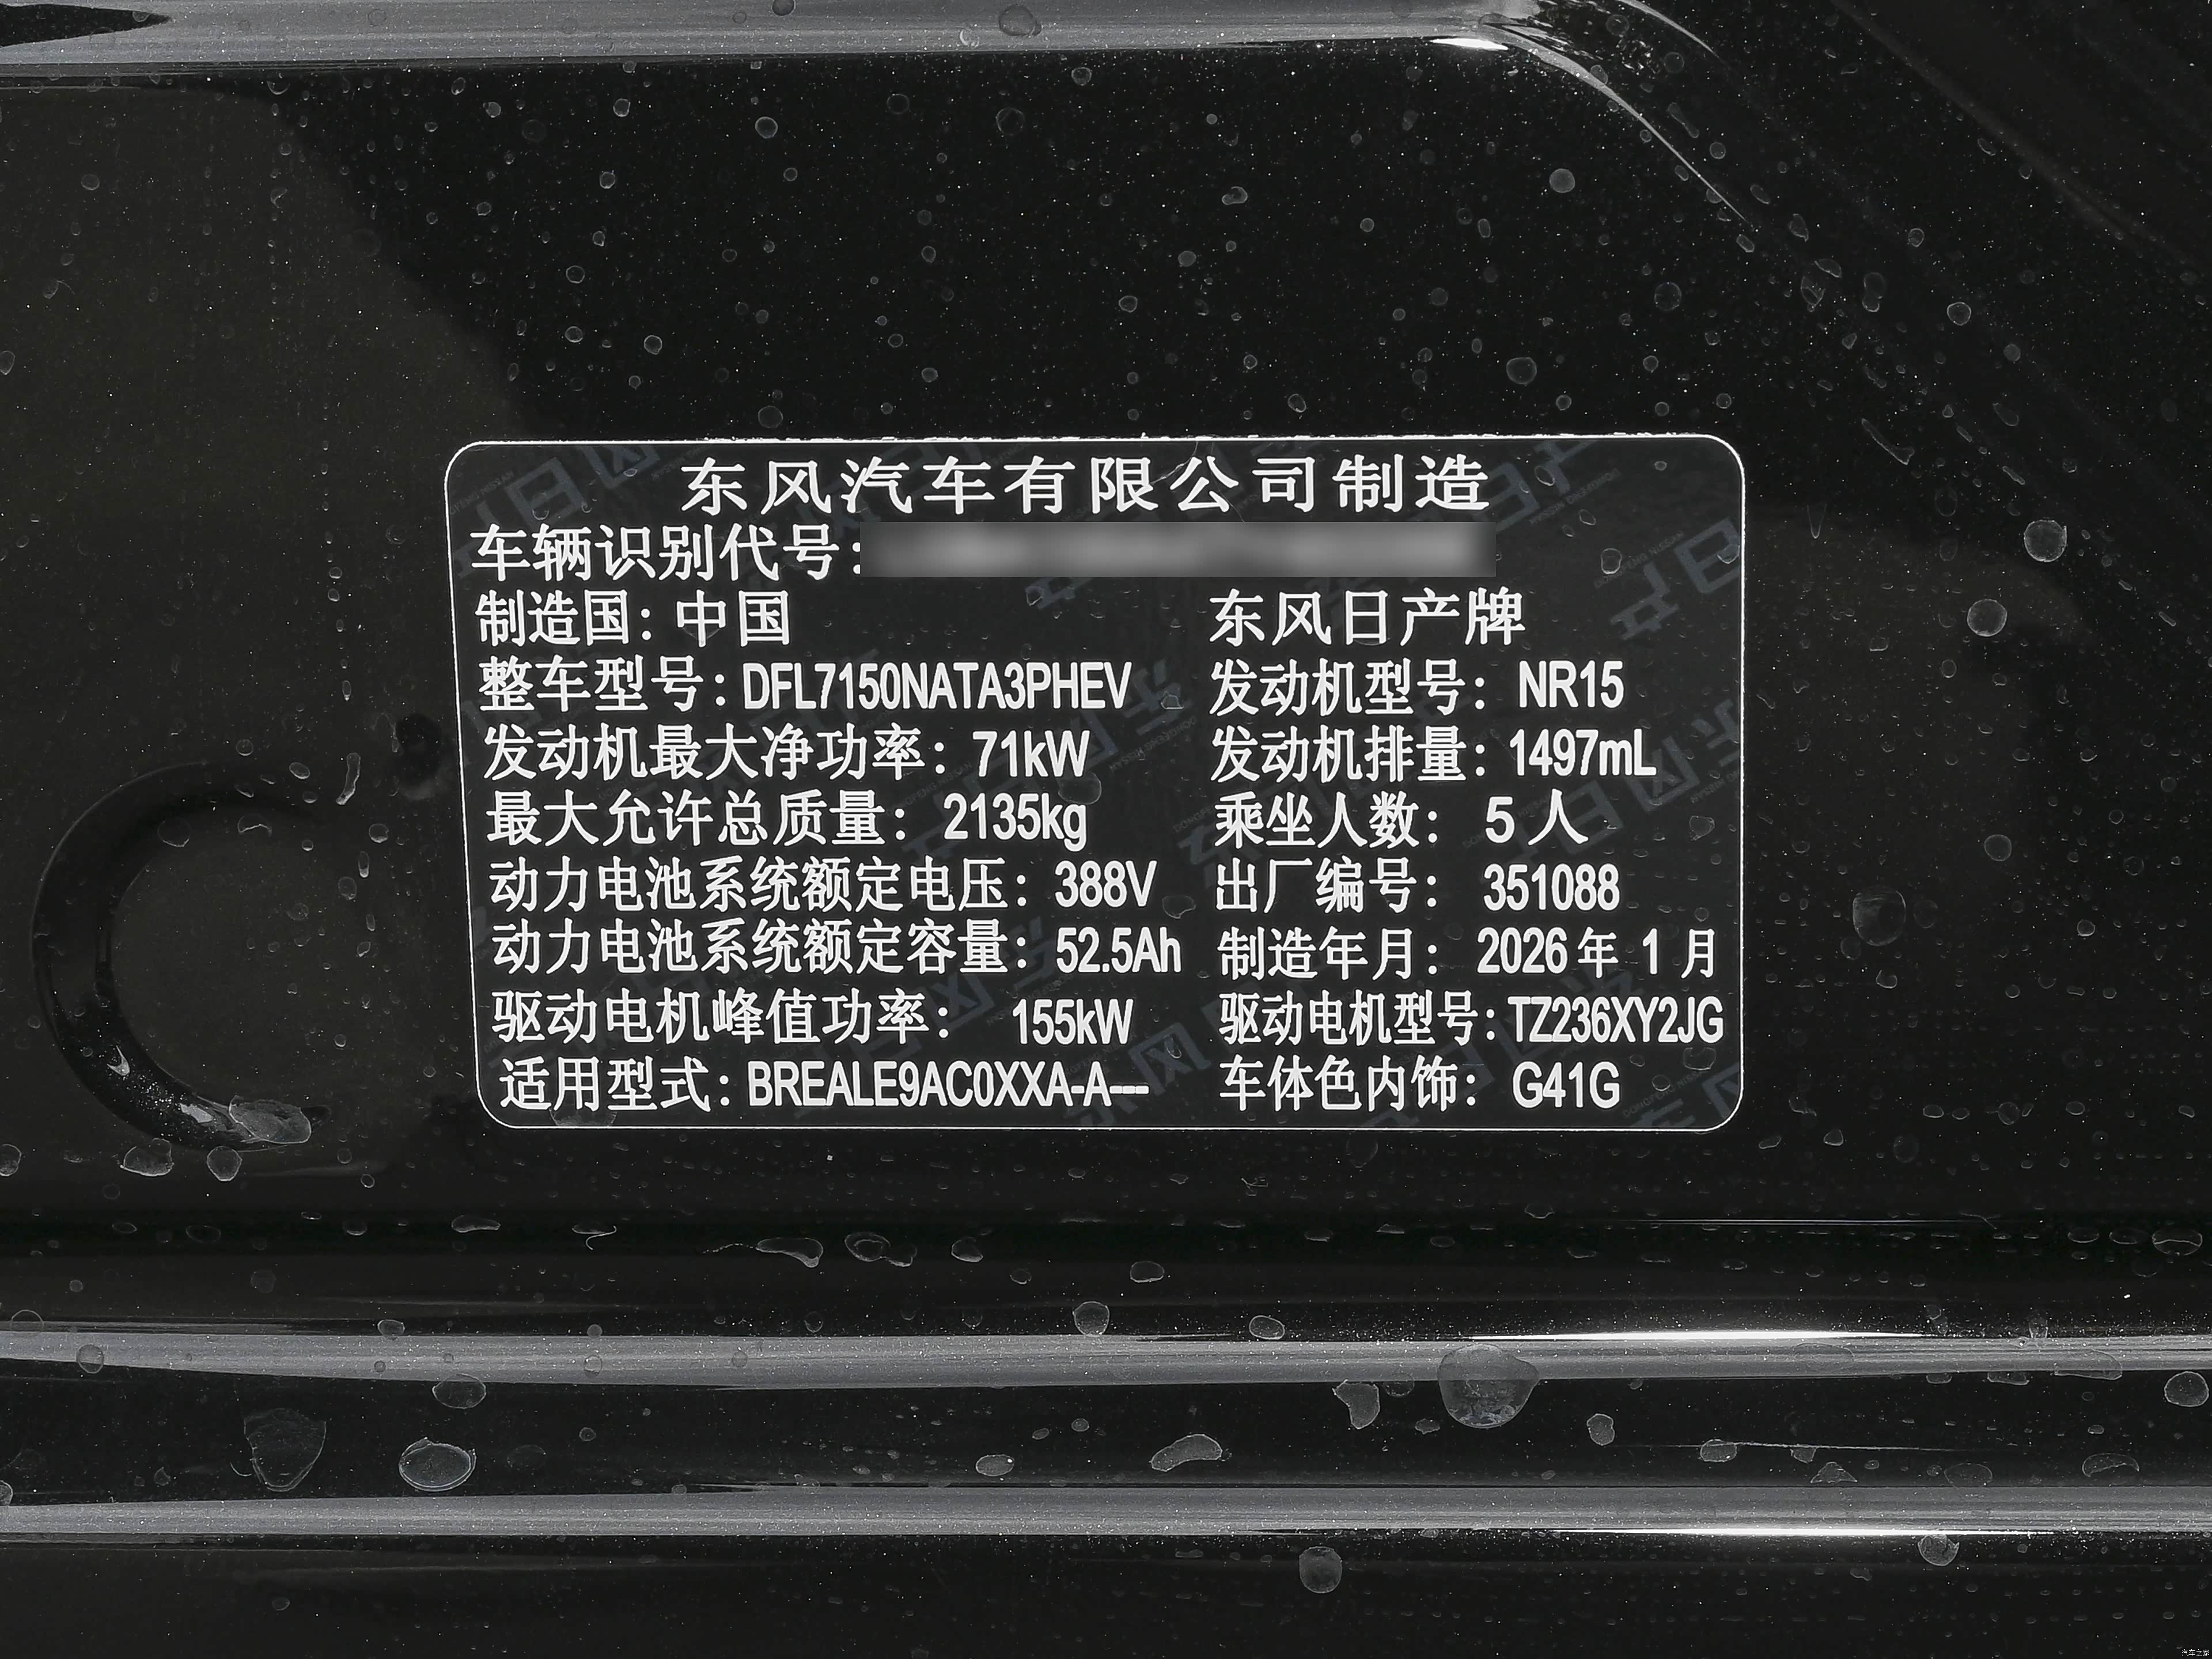 东风汽车有限公司制造
车辆识别代号:
制造国: 中国 东风日产牌
整车型号: DFL7150NATA3PHEV 发动机型号: NR15
发动机最大净功率: 71kW 发动机排量: 1497mL
最大允许总质量: 2135kg 乘坐人数: 5人
动力电池系统额定电压: 388V 出厂编号: 351088
动力电池系统额定容量: 52.5Ah 制造年月: 2026年 1月
驱动电机峰值功率: 155kW 驱动电机型号: TZ236XY2JG
适用型式: BREALE9AC0XXA-A--- 车体色内饰: G41G
汽车之家